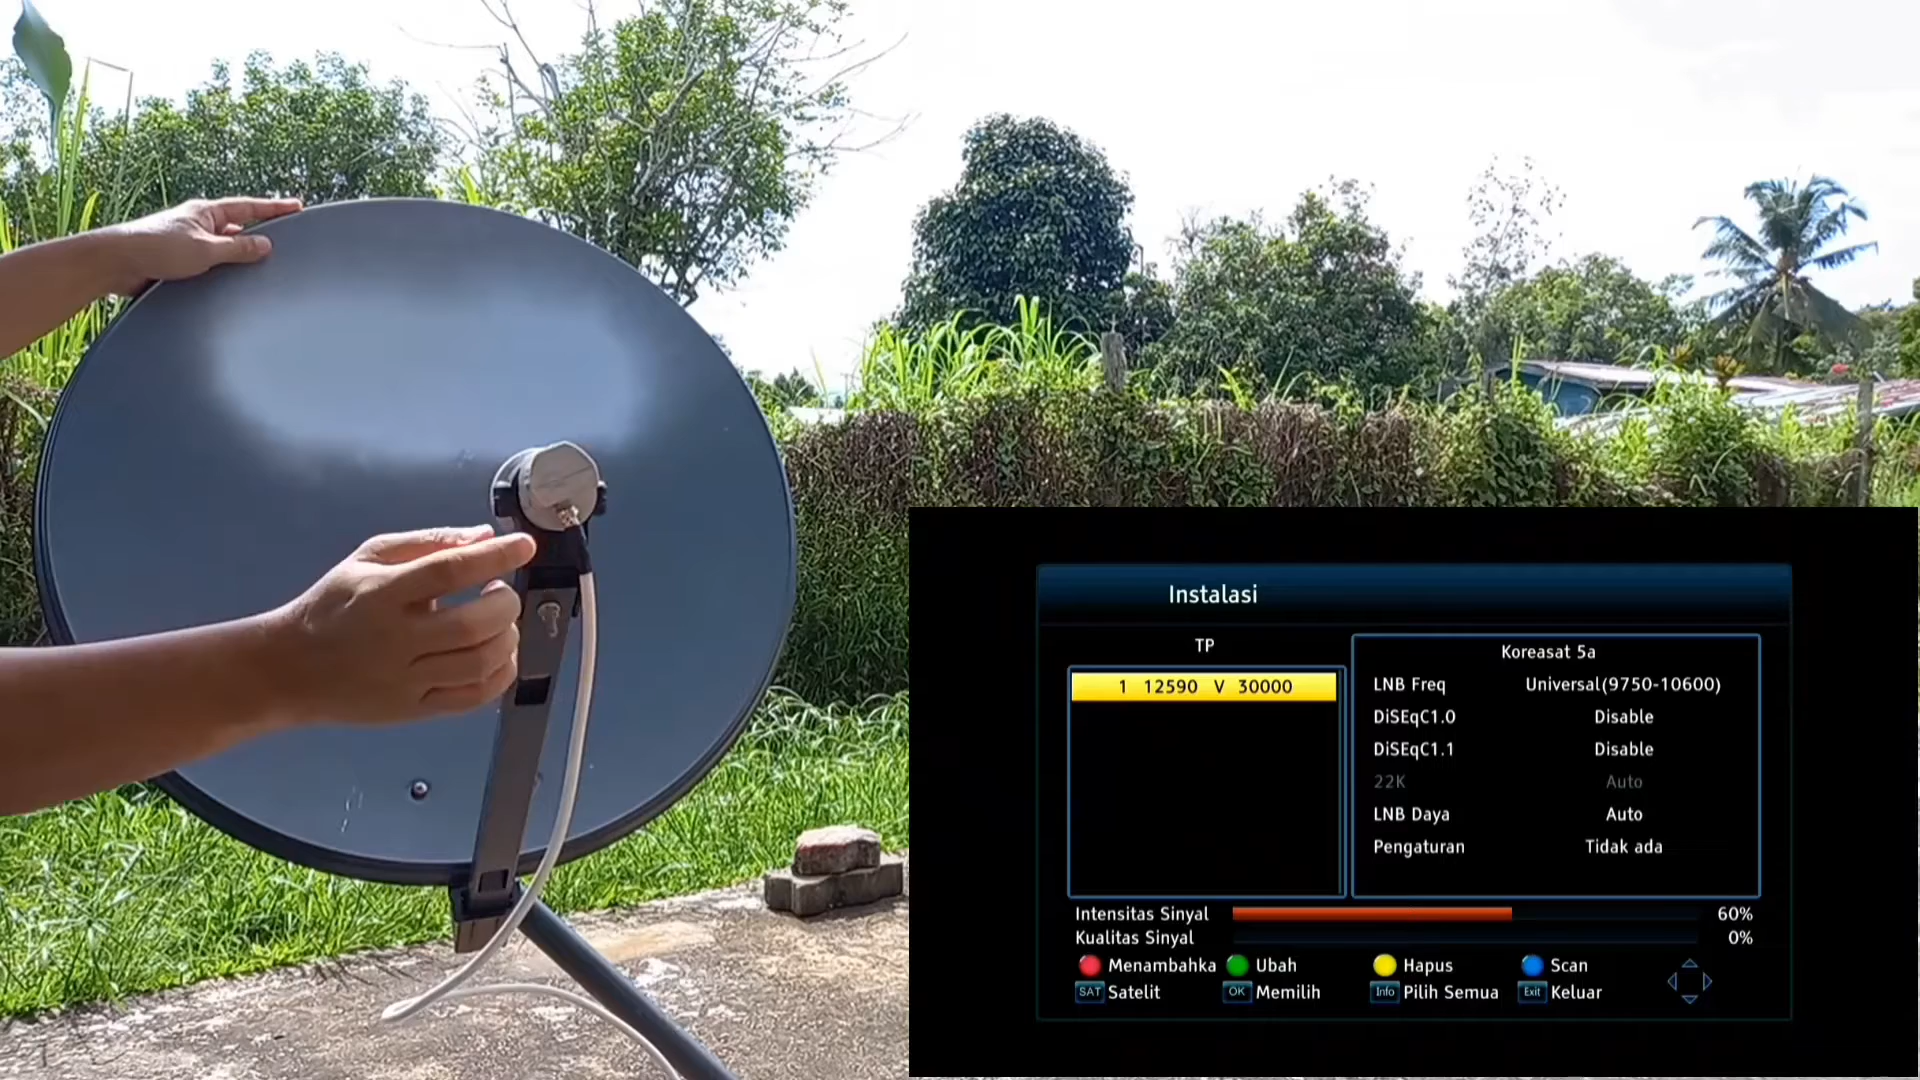 Instalasi
TP
1 12590 V 30000
Koreasat 5a
LNB Freq Universal(9750-10600)
DiSEqC1.0 Disable
DiSEqC1.1 Disable
22K Auto
LNB Daya Auto
Pengaturan Tidak ada
Intensitas Sinyal 60%
Kualitas Sinyal 0%
Menambahka Ubah Hapus Scan
SAT Satelit OK Memilih Info Pilih Semua Exit Keluar